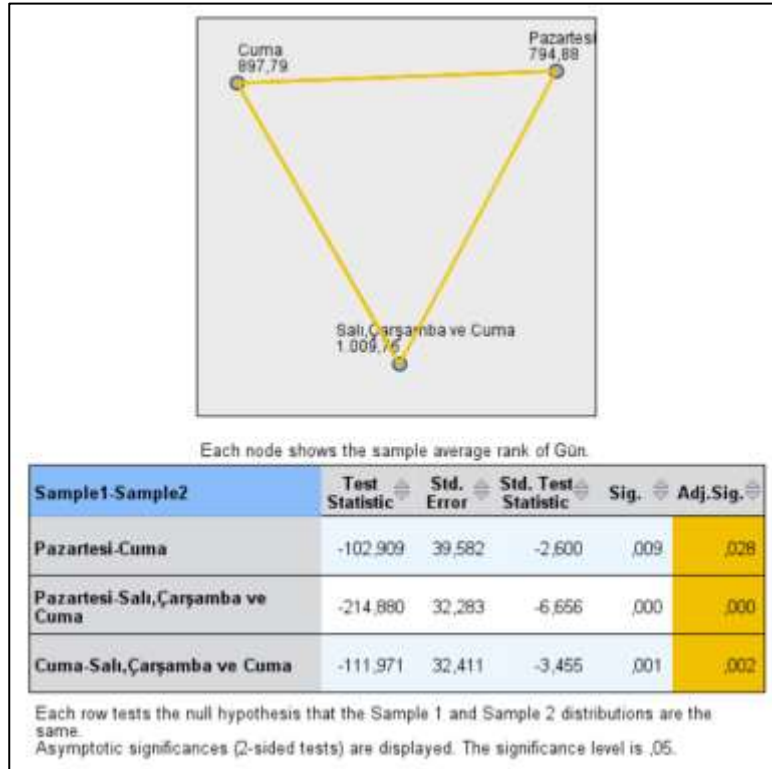 Cuma
897,79
Pazartesi
794,88
Salı,Çarşamba ve Cuma
1.009,76
Each node shows the sample average rank of Gün.
Sample1-Sample2 Test Statistic Std. Error Std. Test Statistic Sig. Adj.Sig.
Pazartesi-Cuma -102,909 39,582 -2,600 ,009 ,028
Pazartesi-Salı,Çarşamba ve Cuma -214,880 32,283 -6,656 ,000 ,000
Cuma-Salı,Çarşamba ve Cuma -111,971 32,411 -3,455 ,001 ,002
Each row tests the null hypothesis that the Sample 1 and Sample 2 distributions are the
same.
Asymptotic significances (2-sided tests) are displayed. The significance level is ,05.